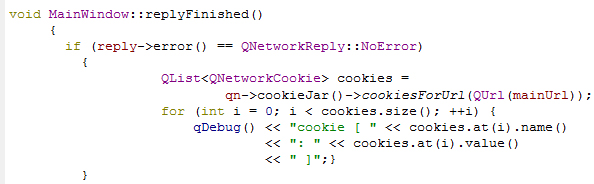 void MainWindow::replyFinished()
{
if (reply->error() == QNetworkReply::NoError)
{
QList<QNetworkCookie> cookies =
qn->cookieJar()->cookiesForUrl(QUrl(mainUrl));
for (int i = 0; i < cookies.size(); ++i) {
qDebug() << "cookie [ " << cookies.at(i).name()
<< ": " << cookies.at(i).value()
<< " ]";}
}